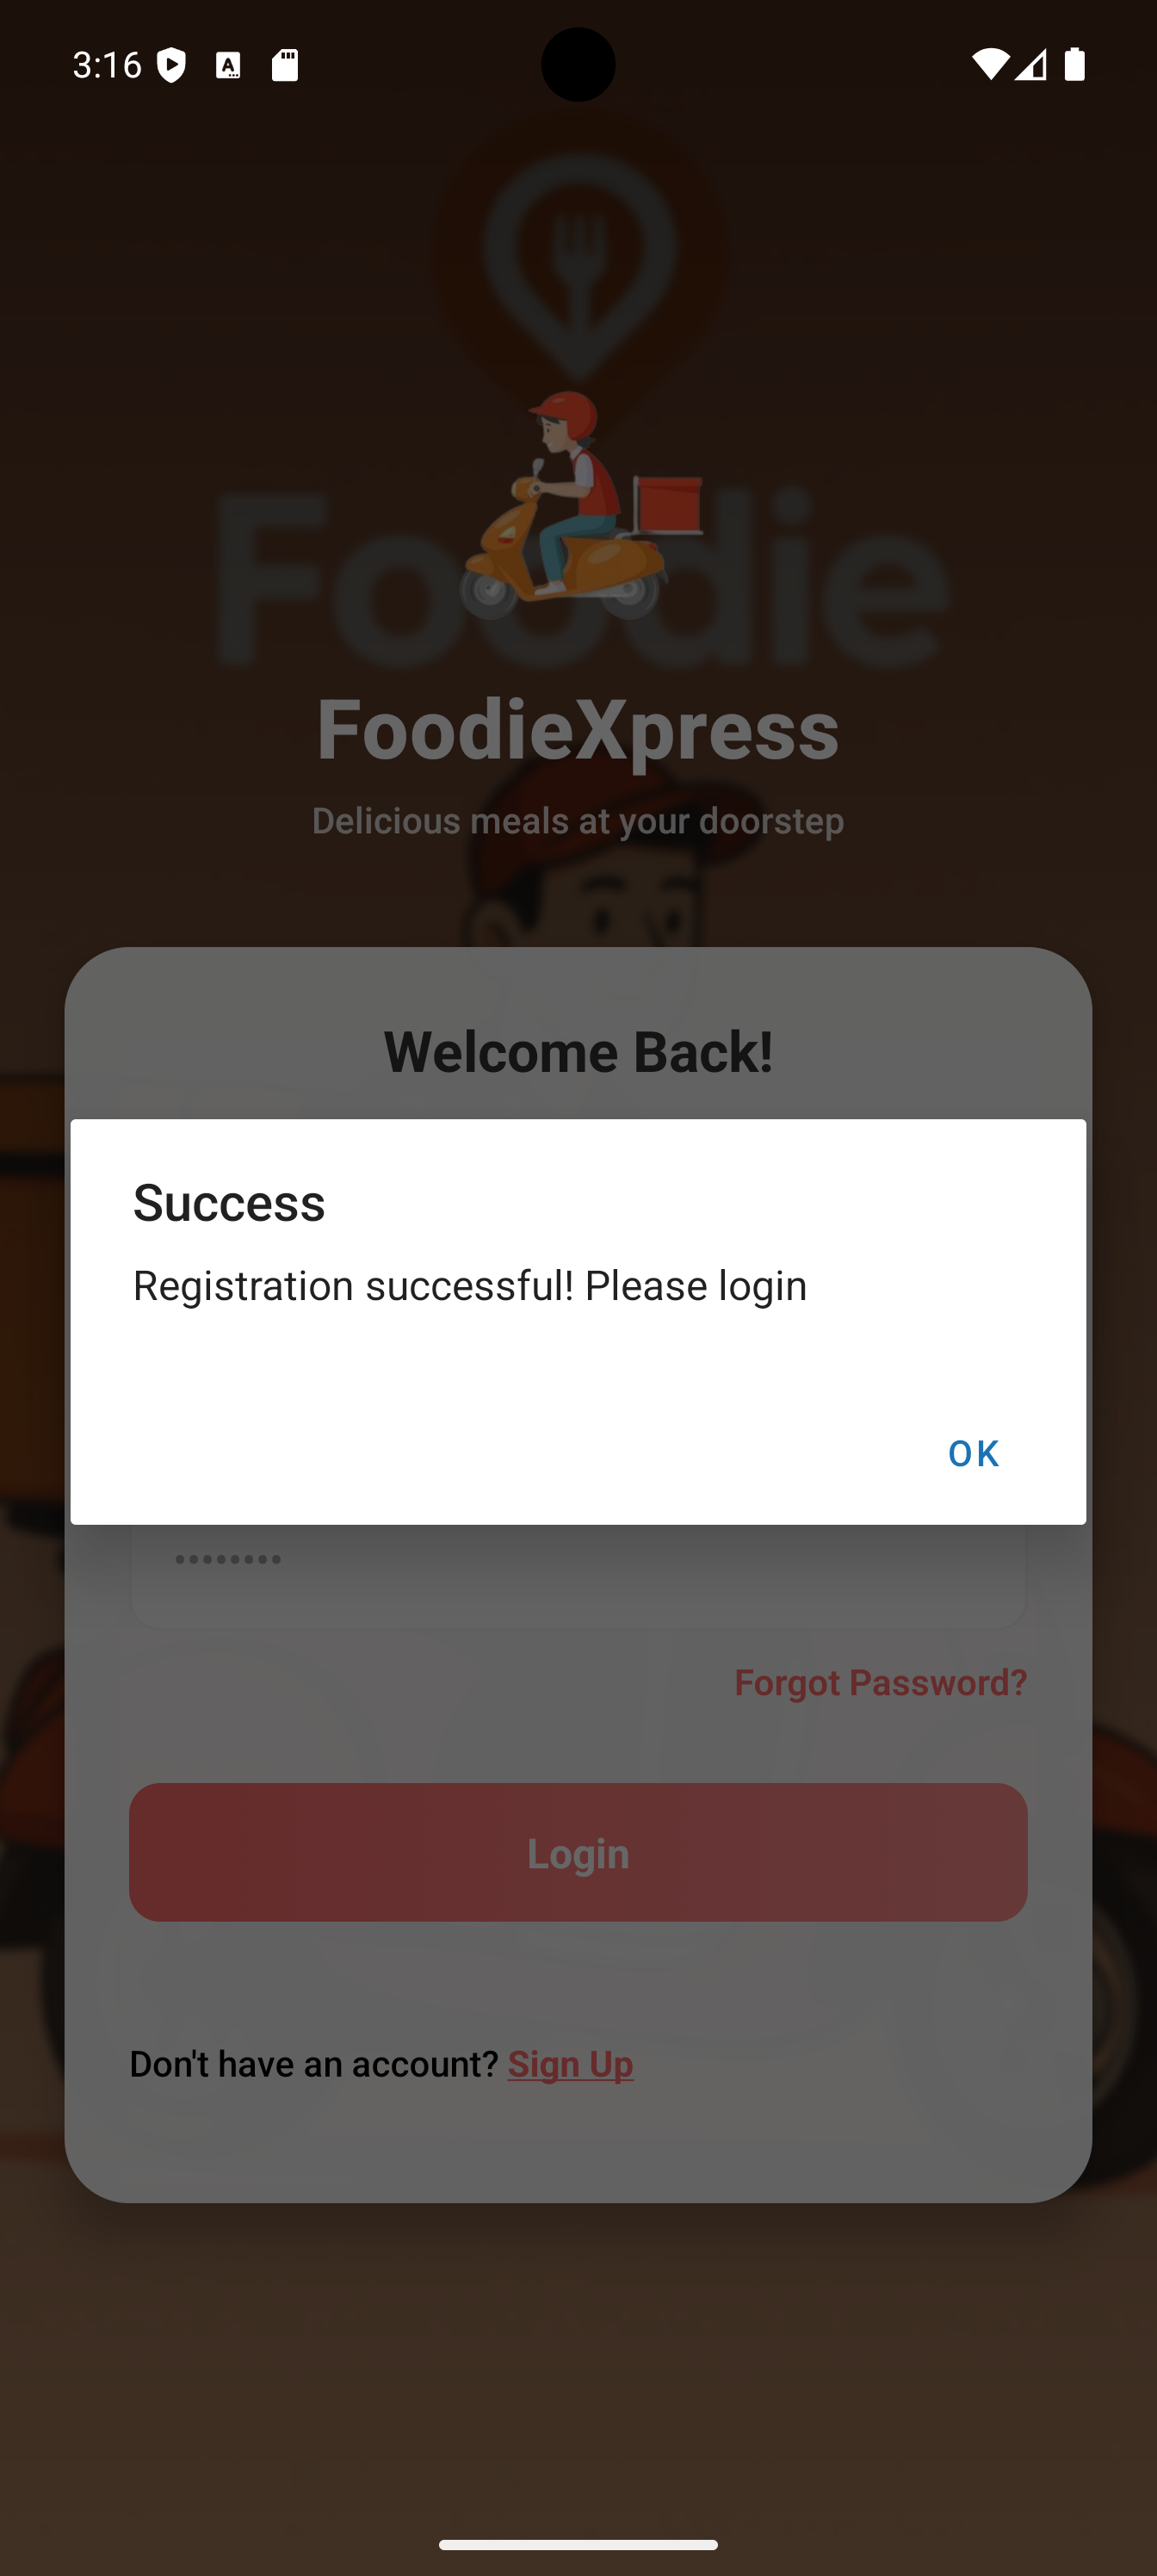 3:16
Foodie
FoodieXpress
Delicious meals at your doorstep
Welcome Back!
Success
Registration successful! Please login
OK
••••••••
Forgot Password?
Login
Don't have an account? Sign Up